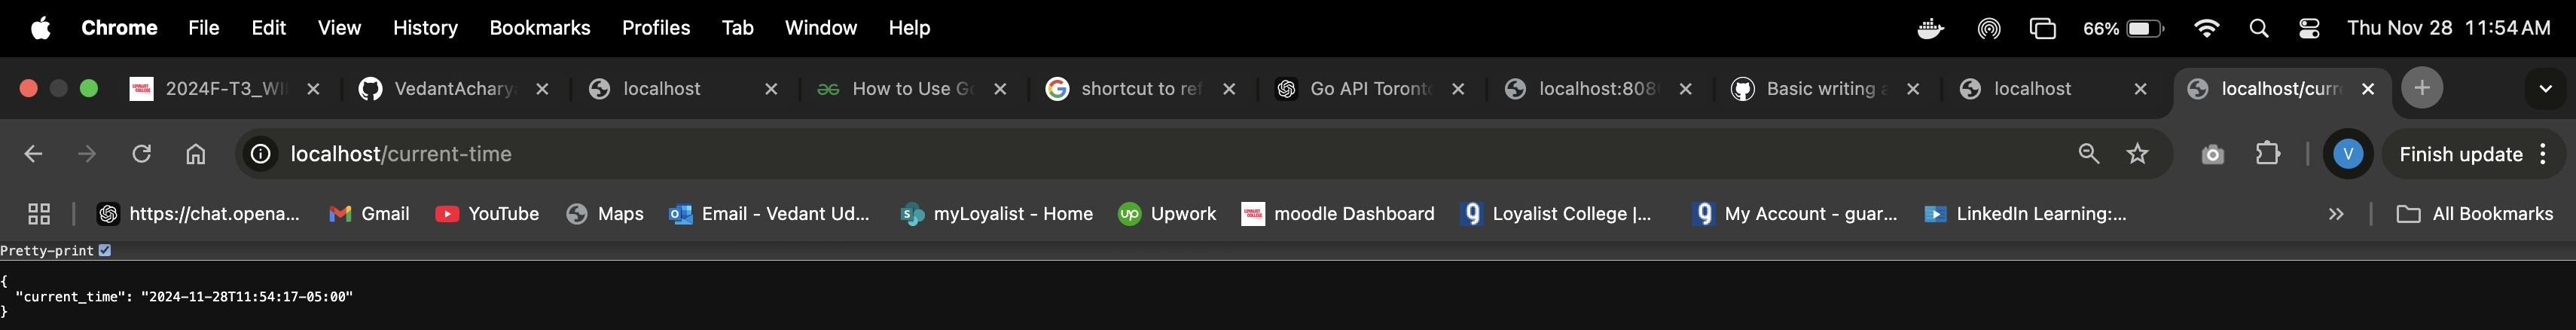 Chrome File Edit View History Bookmarks Profiles Tab Window Help 66% Thu Nov 28 11:54 AM
2024F-T3_WI VedantAchary localhost How to Use Go shortcut to ref Go API Toronto localhost:808 Basic writing a localhost localhost/curre
localhost/current-time V Finish update
https://chat.opena... Gmail YouTube Maps Email - Vedant Ud... myLoyalist - Home Upwork moodle Dashboard Loyalist College |... My Account - guar... LinkedIn Learning:... All Bookmarks
Pretty-print
{
"current_time": "2024-11-28T11:54:17-05:00"
}